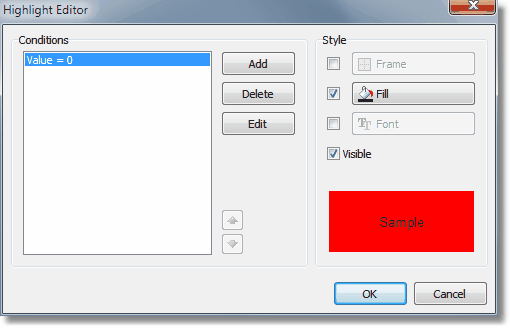 Highlight Editor
Conditions
Value = 0
Add
Delete
Edit
Style
Frame
Fill
Font
Visible
Sample
OK
Cancel